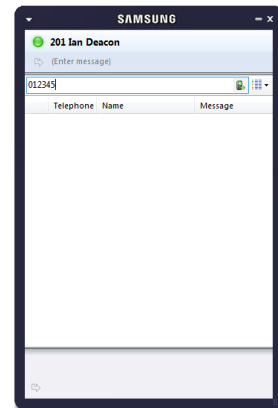 SAMSUNG
201 Ian Deacon
(Enter message)
012345
Telephone Name Message